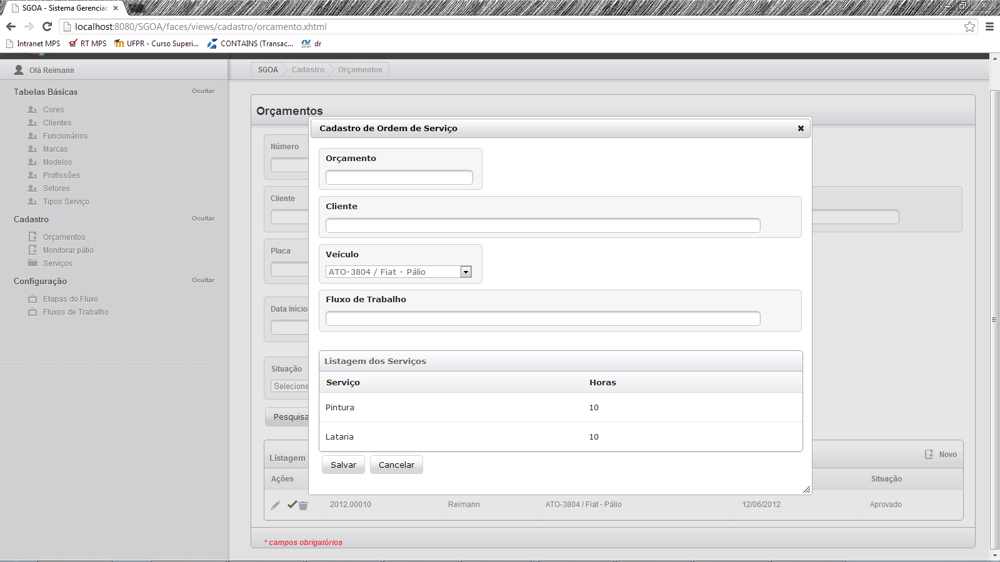 SGOA - Sistema Gerenciac
localhost:8080/SGOA/faces/views/cadastro/orcamento.xhtml
Intranet MPS
RT MPS
UFPR - Curso Superi...
CONTAINS (Transac...
dr
Olá Reimann
SGOA
Cadastro
Orçamentos
Tabelas Básicas
Ocultar
Cores
Clientes
Funcionários
Marcas
Modelos
Profissões
Setores
Tipos Serviço
Cadastro
Ocultar
Orçamentos
Monitorar pátio
Serviços
Configuração
Ocultar
Etapas do Fluxo
Fluxos de Trabalho
Orçamentos
Número
Cliente
Placa
Data Início
Situação
Selecione
Pesquisa
Cadastro de Ordem de Serviço
Orçamento
Cliente
Veículo
ATO-3804 / Fiat - Pálio
Fluxo de Trabalho
Listagem dos Serviços
Serviço Horas
Pintura 10
Lataria 10
Salvar Cancelar
Listagem
Novo
Ações Situação
2012.00010 Reimann ATO-3804 / Fiat - Pálio 12/06/2012 Aprovado
* campos obrigatórios